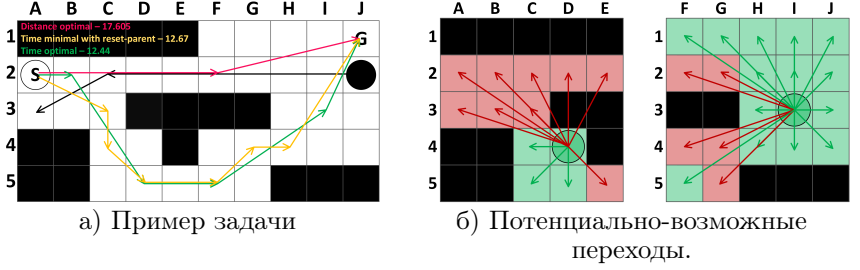 A B C D E F G H I J
A B C D E
F G H I J
Distance optimal – 17.605
Time minimal with reset-parent – 12.67
Time optimal – 12.44
G
S
1
2
3
4
5
1
2
3
4
5
1
2
3
4
5
а) Пример задачи
б) Потенциально-возможные
переходы.